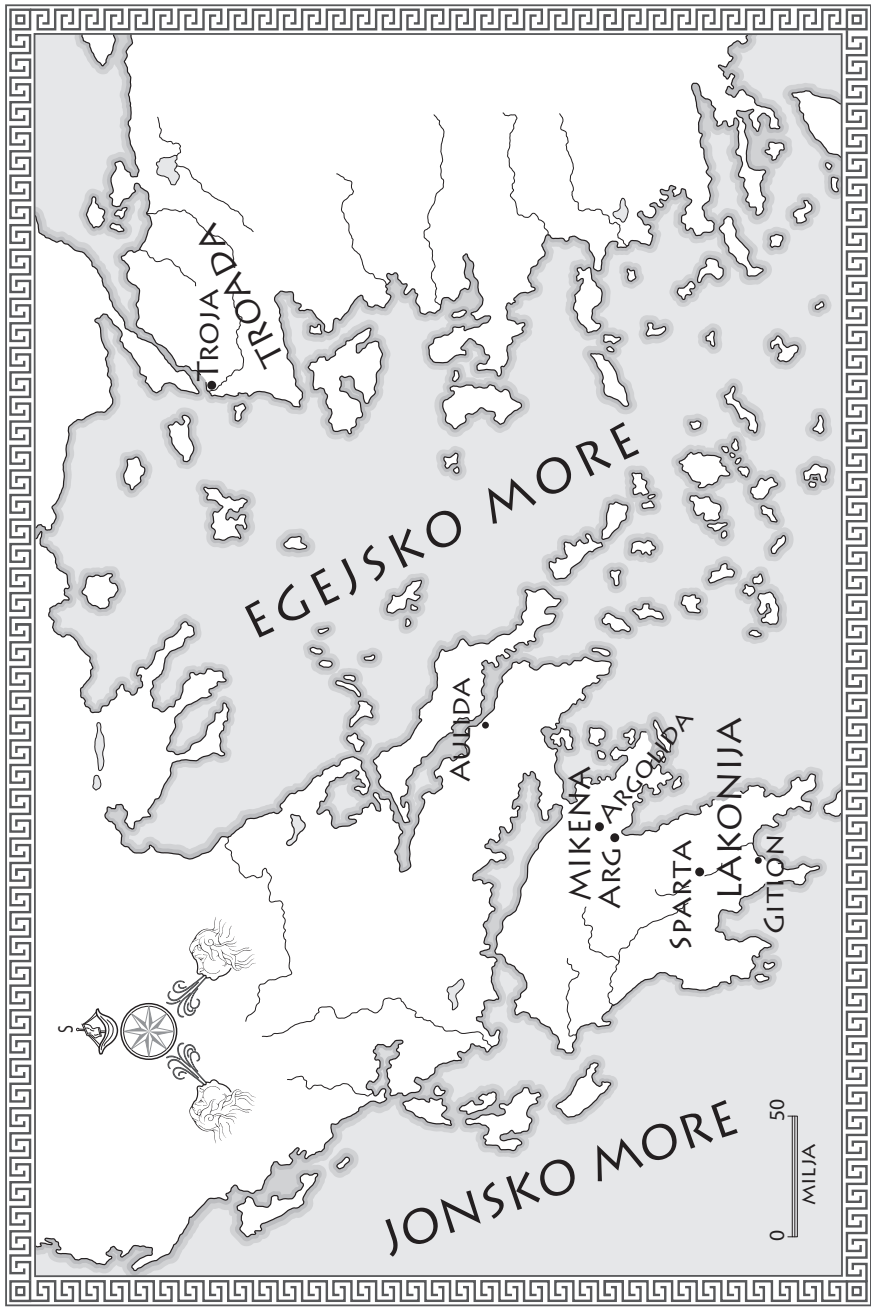 S
TROJA
TROADA
EGEJSKO MORE
AULIDA
MIKENA
ARGOLIDA
ARG
SPARTA
LAKONIJA
GITION
JONSKO MORE
0 50
MILJA